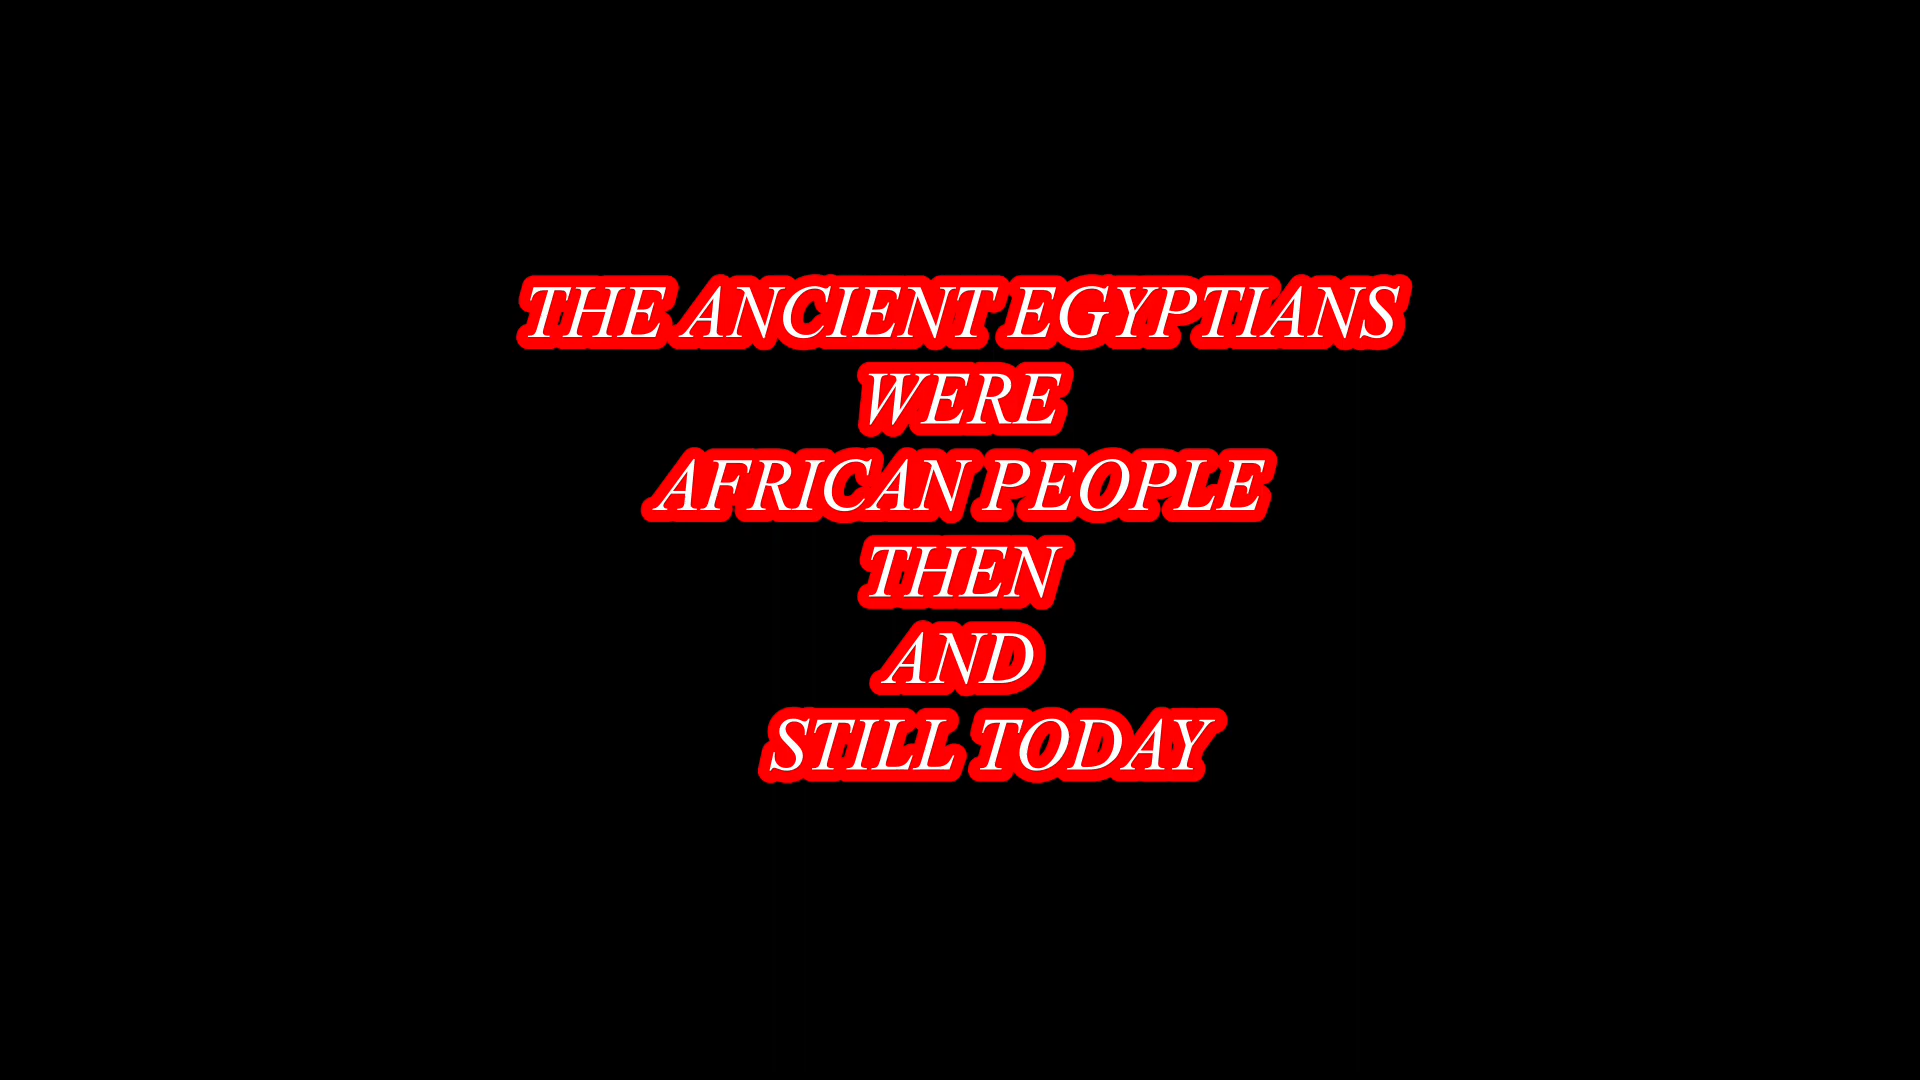 THE ANCIENT EGYPTIANS
WERE
AFRICAN PEOPLE
THEN
AND
STILL TODAY